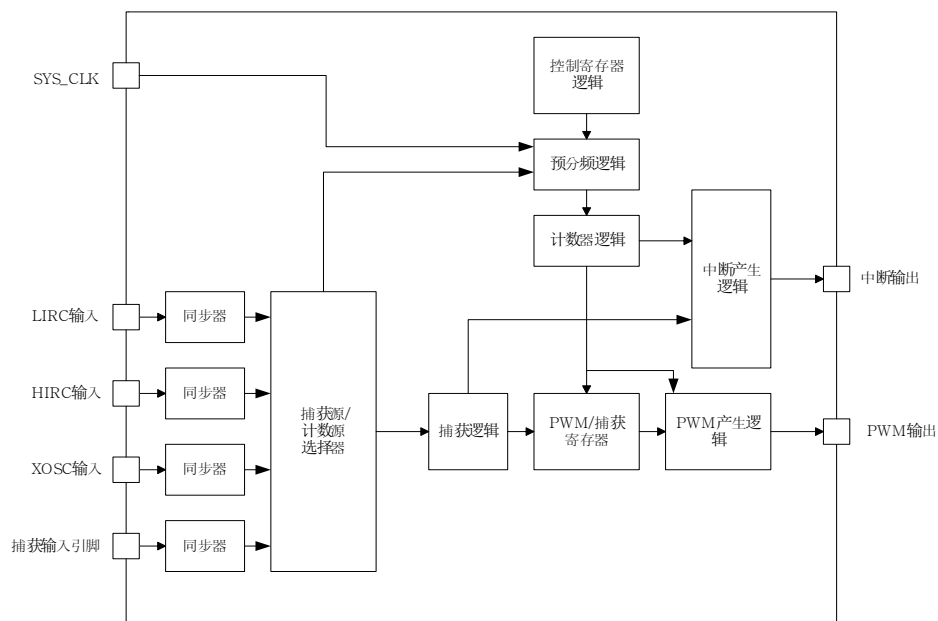 SYS_CLK
控制寄存器
逻辑
预分频逻辑
计数器逻辑
中断产生
逻辑
中断输出
LIRC输入
同步器
HIRC输入
同步器
捕获源/
计数源
选择器
捕获逻辑
PWM/捕获
寄存器
PWM产生逻
辑
PWM输出
XOSC输入
同步器
捕获输入引脚
同步器